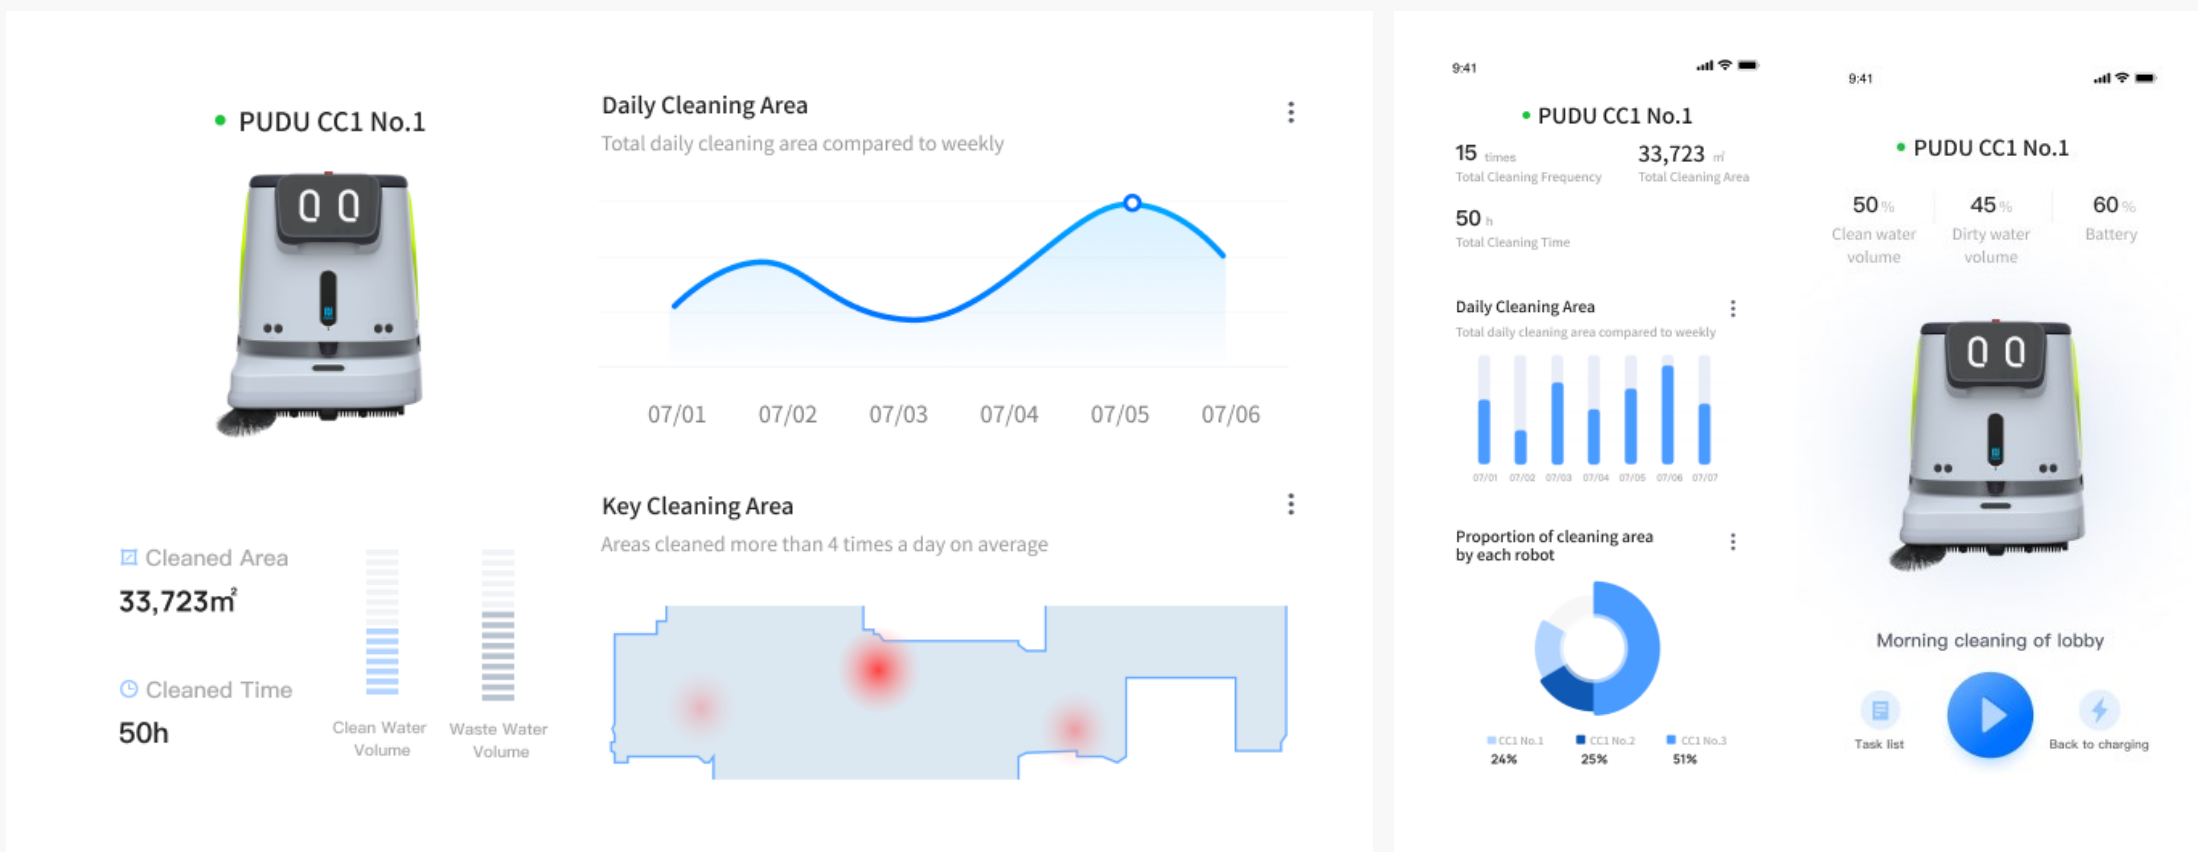 PUDU CC1 No.1
Cleaned Area
33,723㎡
Cleaned Time
50h
Clean Water
Volume
Waste Water
Volume
Daily Cleaning Area
Total daily cleaning area compared to weekly
07/01 07/02 07/03 07/04 07/05 07/06
Key Cleaning Area
Areas cleaned more than 4 times a day on average
9:41
PUDU CC1 No.1
15 times
Total Cleaning Frequency
33,723 ㎡
Total Cleaning Area
50 h
Total Cleaning Time
Daily Cleaning Area
Total daily cleaning area compared to weekly
07/01 07/02 07/03 07/04 07/05 07/06 07/07
Proportion of cleaning area
by each robot
CC1 No.1 CC1 No.2 CC1 No.3
24% 25% 51%
9:41
PUDU CC1 No.1
50 %
Clean water
volume
45 %
Dirty water
volume
60 %
Battery
Morning cleaning of lobby
Task list
Back to charging